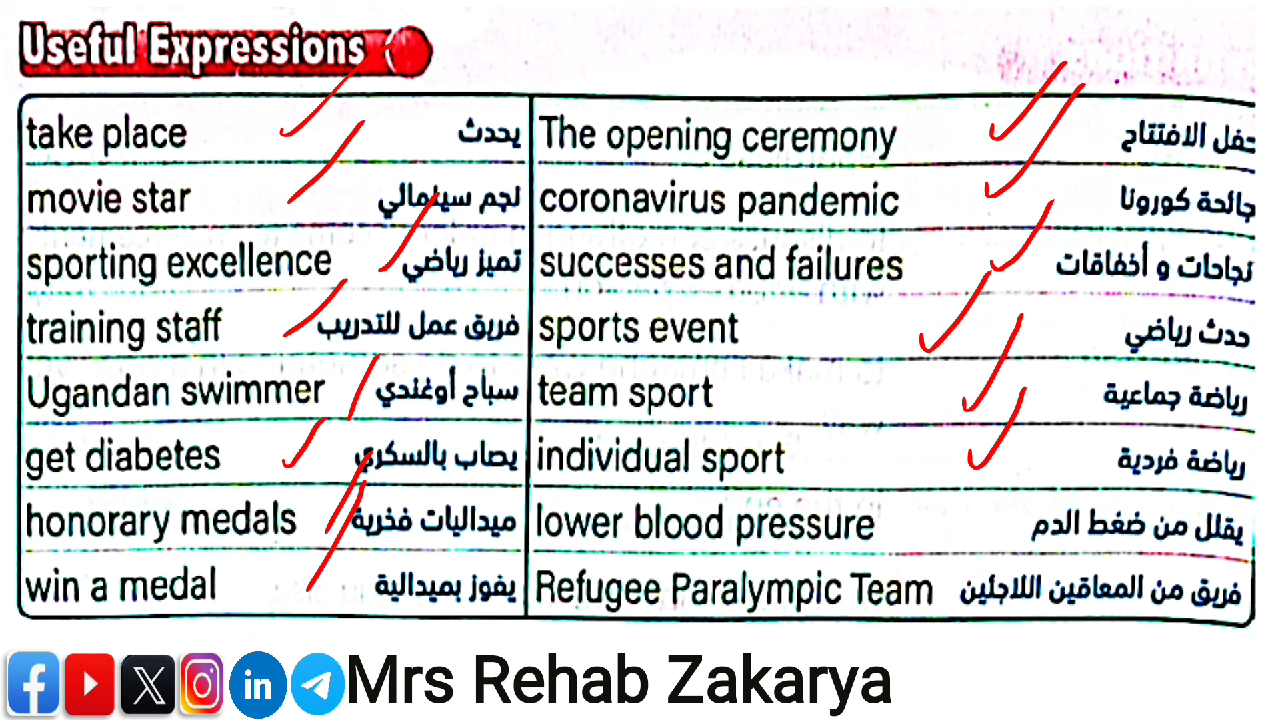 Useful Expressions
take place يحدث The opening ceremony حفل الافتتاح
movie star نجم سينمائي coronavirus pandemic جائحة كورونا
sporting excellence تميز رياضي successes and failures نجاحات و أخفاقات
training staff فريق عمل للتدريب sports event حدث رياضي
Ugandan swimmer سباح أوغندي team sport رياضة جماعية
get diabetes يصاب بالسكري individual sport رياضة فردية
honorary medals ميداليات فخرية lower blood pressure يقلل من ضغط الدم
win a medal يفوز بميدالية Refugee Paralympic Team فريق من المعاقين اللاجئين
Mrs Rehab Zakarya